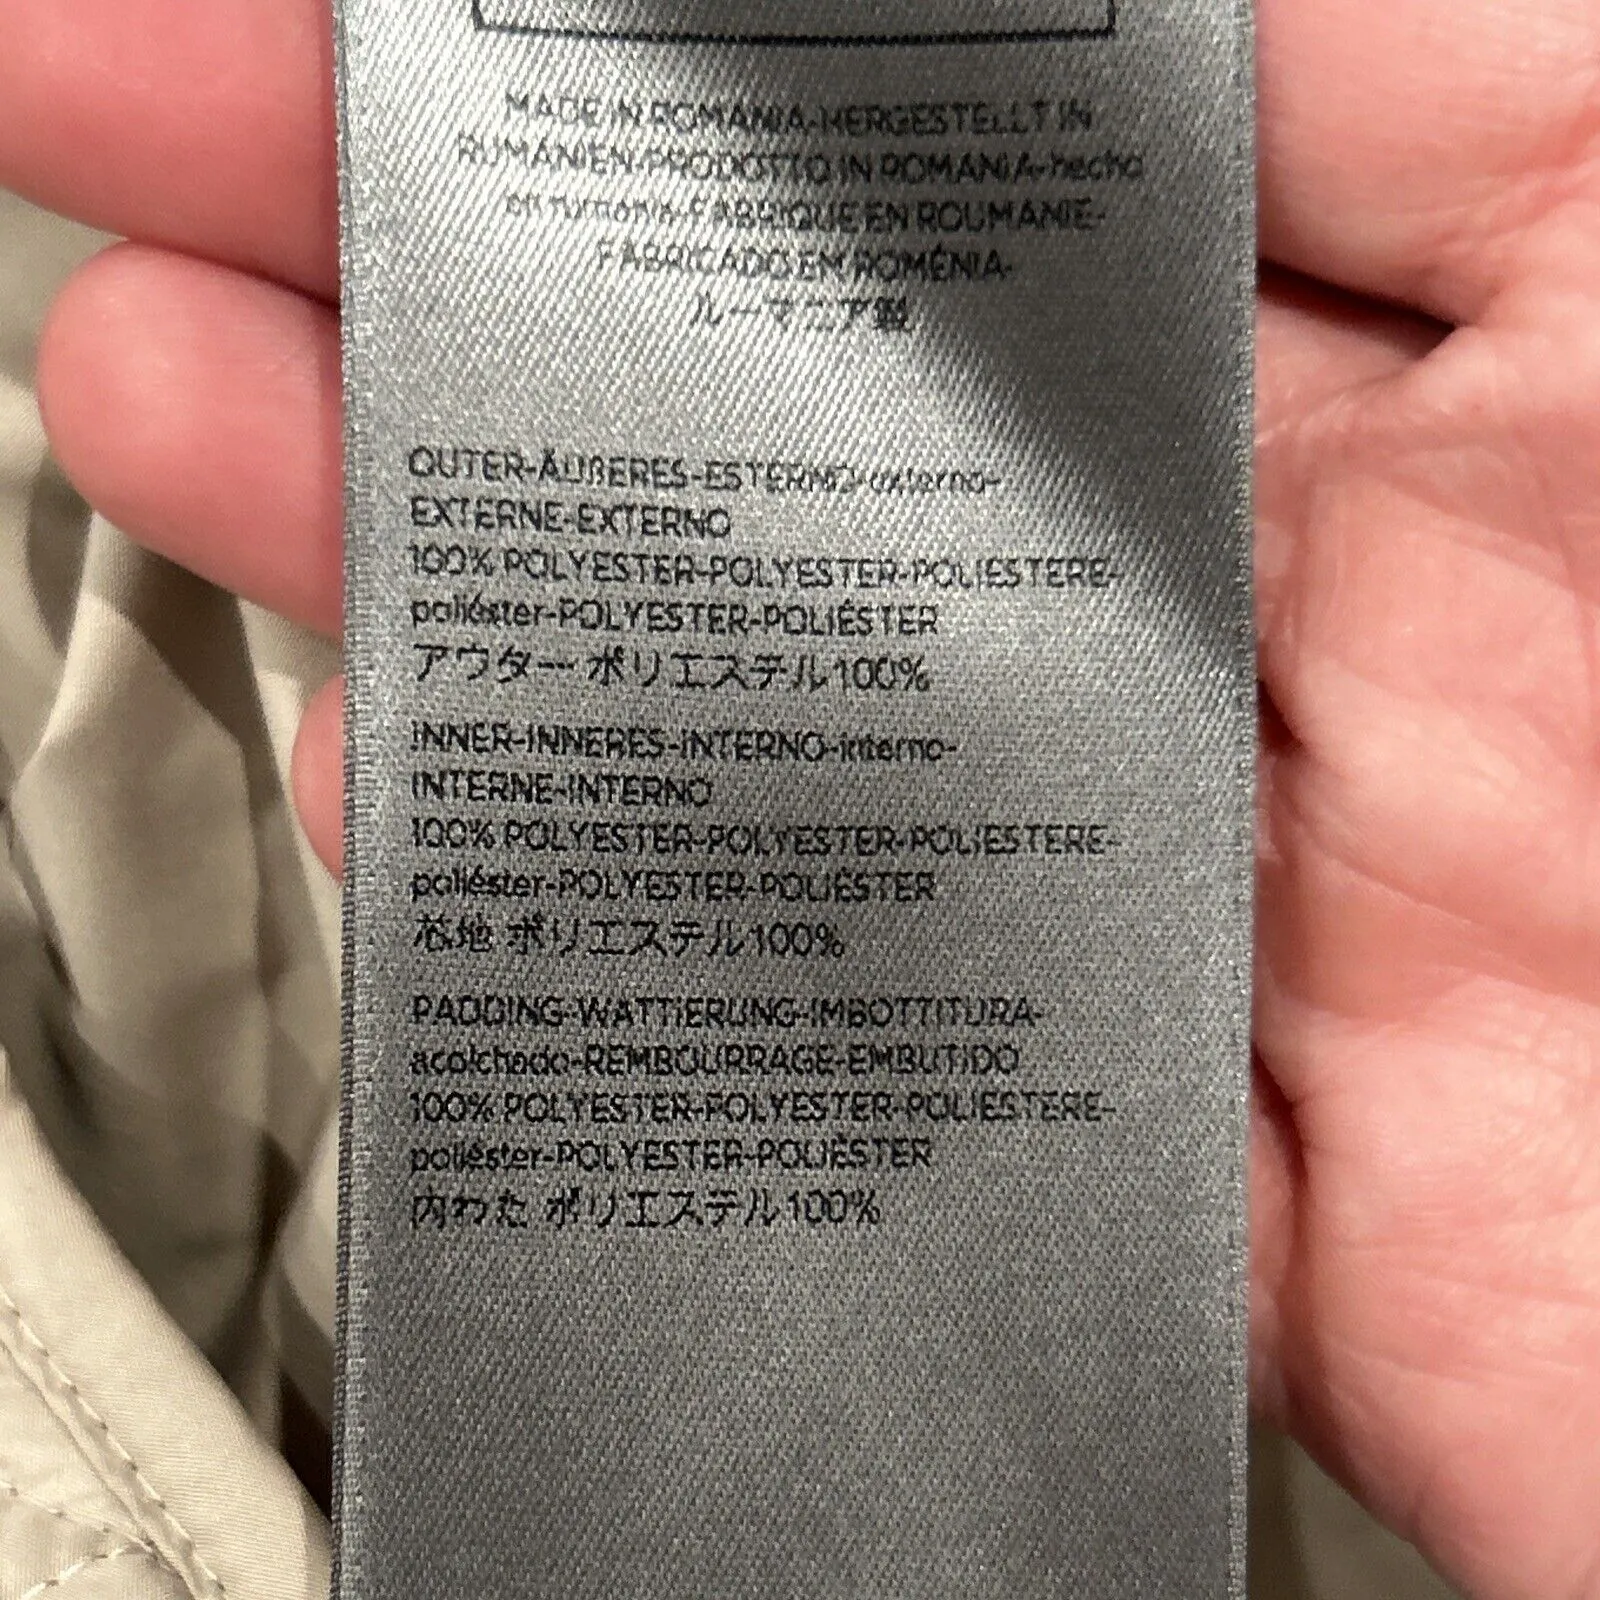 MADE IN ROMANIA-HERGESTELLT IN
RUMÄNIEN-PRODOTTO IN ROMANIA-hecho
en rumania-FABRIQUE EN ROUMANIE-
FABRICADO EM ROMÉNIA-
ルーマニア製
OUTER-ÄUßERES-ESTERNO-externo-
EXTERNE-EXTERNO
100% POLYESTER-POLYESTER-POLIESTERE-
poliéster-POLYESTER-POLIÉSTER
アウター ポリエステル100%
INNER-INNERES-INTERNO-interno-
INTERNE-INTERNO
100% POLYESTER-POLYESTER-POLIESTERE-
poliéster-POLYESTER-POLIÉSTER
芯地 ポリエステル100%
PADDING-WATTIERUNG-IMBOTTITURA-
acolchado-REMBOURRAGE-EMBUTIDO
100% POLYESTER-POLYESTER-POLIESTERE-
poliéster-POLYESTER-POLIÉSTER
内わた ポリエステル100%